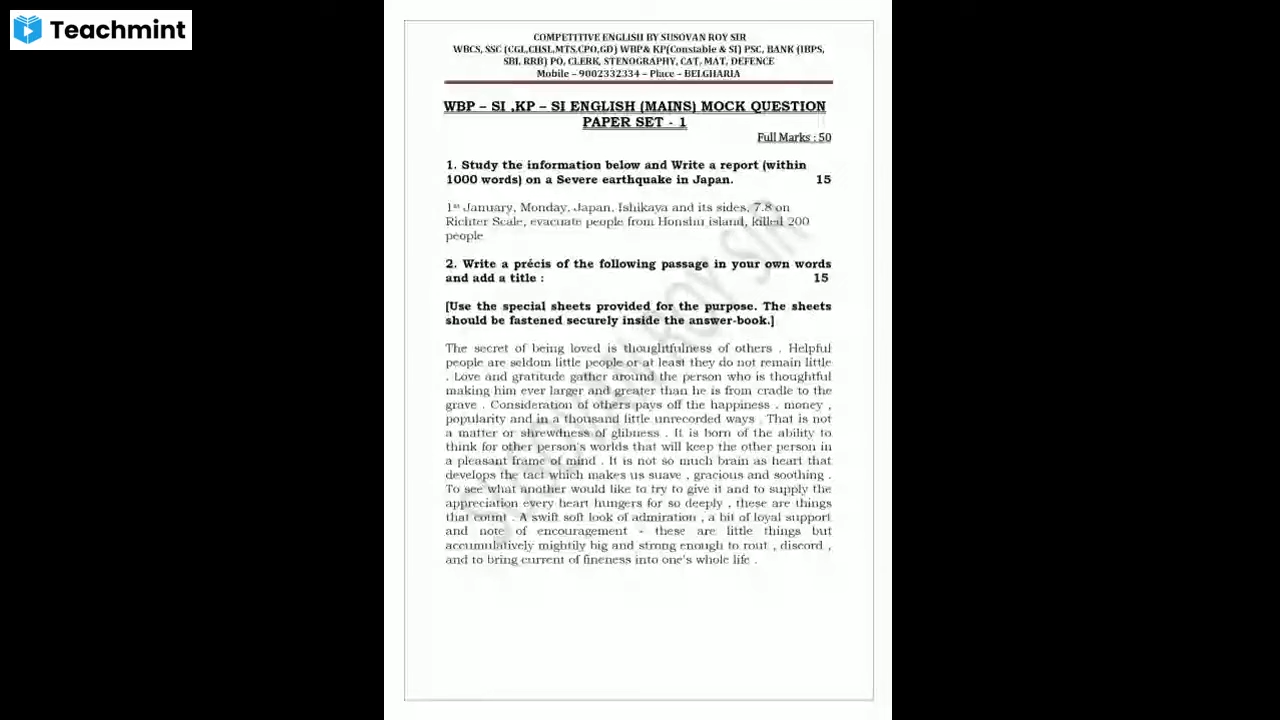 Teachmint
COMPETITIVE ENGLISH BY SUSOVAN ROY SIR
WBCS, SSC (CGL,CHSL,MTS,CPO,GD) WBP& KP(Constable & SI) PSC, BANK (IBPS,
SBI, RRB) PO, CLERK, STENOGRAPHY, CAT, MAT, DEFENCE
Mobile – 9002332334 – Place – BELGHARIA
WBP – SI ,KP – SI ENGLISH (MAINS) MOCK QUESTION
PAPER SET - 1
Full Marks : 50
1. Study the information below and Write a report (within
1000 words) on a Severe earthquake in Japan. 15
1st January, Monday, Japan, Ishikaya and its sides, 7.8 on
Richter Scale, evacuate people from Honshu island, killed 200
people
2. Write a précis of the following passage in your own words
and add a title : 15
[Use the special sheets provided for the purpose. The sheets
should be fastened securely inside the answer-book.]
The secret of being loved is thoughtfulness of others . Helpful
people are seldom little people or at least they do not remain little
. Love and gratitude gather around the person who is thoughtful
making him ever larger and greater than he is from cradle to the
grave . Consideration of others pays off the happiness . money ,
popularity and in a thousand little unrecorded ways . That is not
a matter or shrewdness of glibness . It is born of the ability to
think for other person's worlds that will keep the other person in
a pleasant frame of mind . It is not so much brain as heart that
develops the tact which makes us suave , gracious and soothing .
To see what another would like to try to give it and to supply the
appreciation every heart hungers for so deeply , these are things
that count . A swift soft look of admiration , a bit of loyal support
and note of encouragement - these are little things but
accumulatively mightily big and strong enough to rout , discord ,
and to bring current of fineness into one's whole life .
SUSOVAN ROY SIR